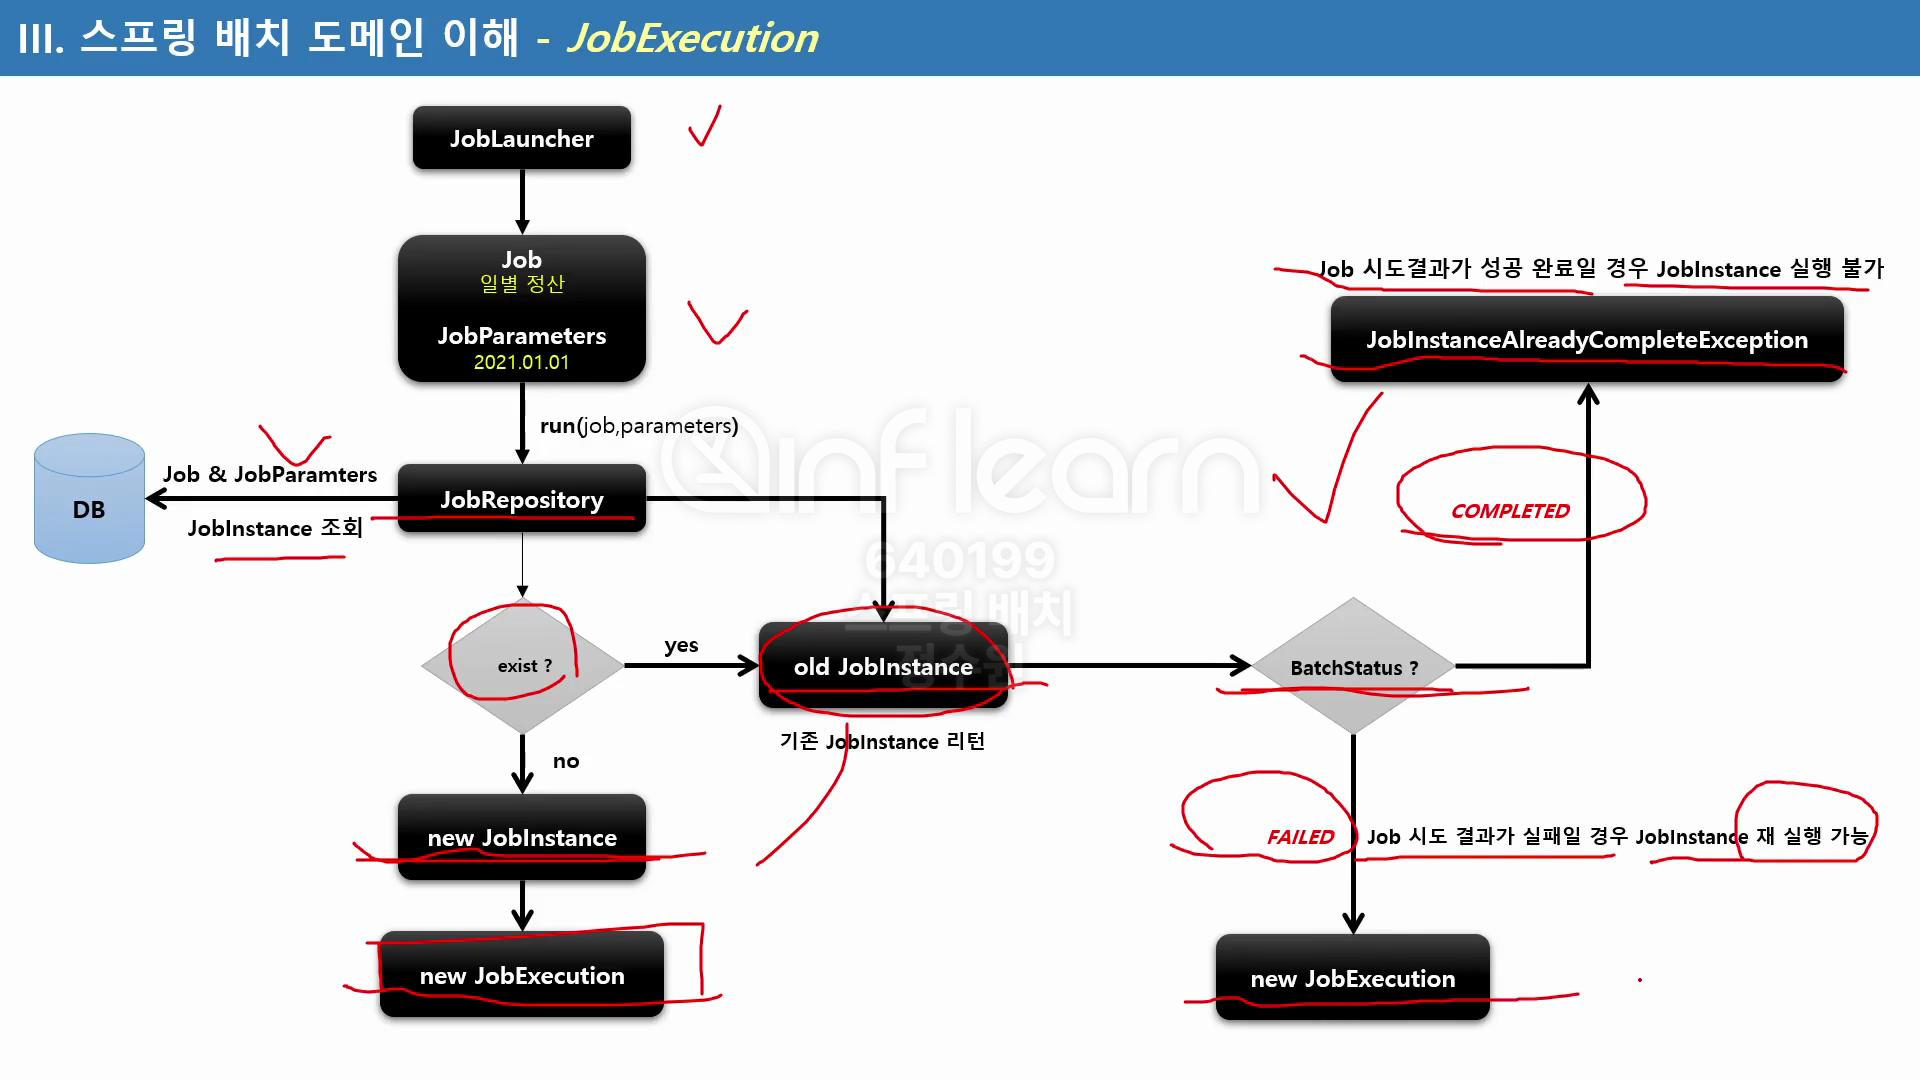 III. 스프링 배치 도메인 이해 - JobExecution
JobLauncher
Job
일별 정산
JobParameters
2021.01.01
run(job,parameters)
Job & JobParamters
DB
JobInstance 조회
JobRepository
exist ?
yes
no
old JobInstance
기존 JobInstance 리턴
new JobInstance
new JobExecution
BatchStatus ?
Job 시도결과가 성공 완료일 경우 JobInstance 실행 불가
JobInstanceAlreadyCompleteException
COMPLETED
FAILED
Job 시도 결과가 실패일 경우 JobInstance 재 실행 가능
new JobExecution
inflearn
640199
스프링 배치
정수원